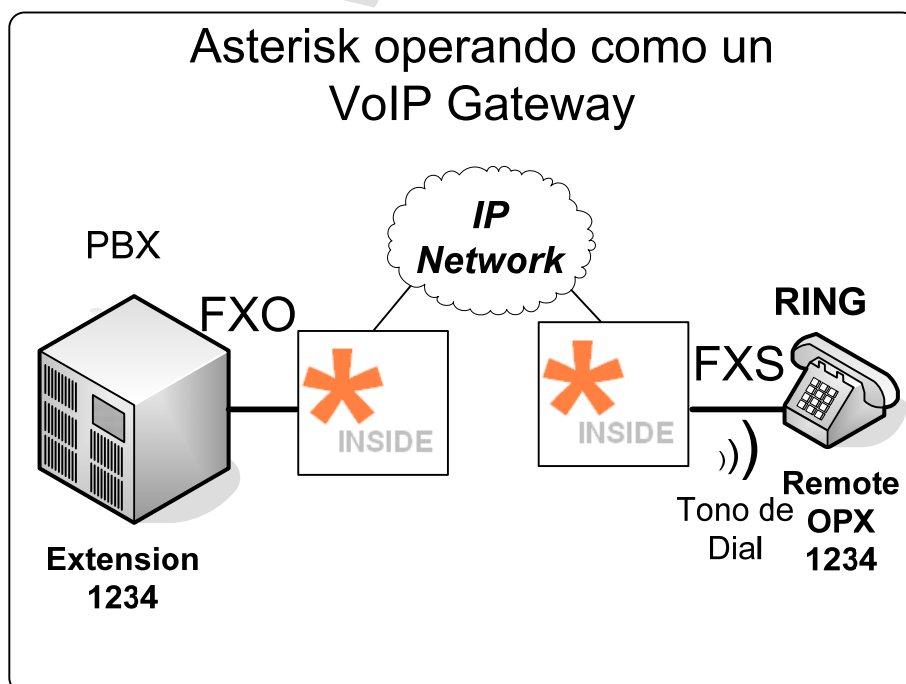 Asterisk operando como un
VoIP Gateway
IP
Network
PBX
FXO
RING
FXS
INSIDE
INSIDE
Tono de
Dial
Remote
OPX
1234
Extension
1234